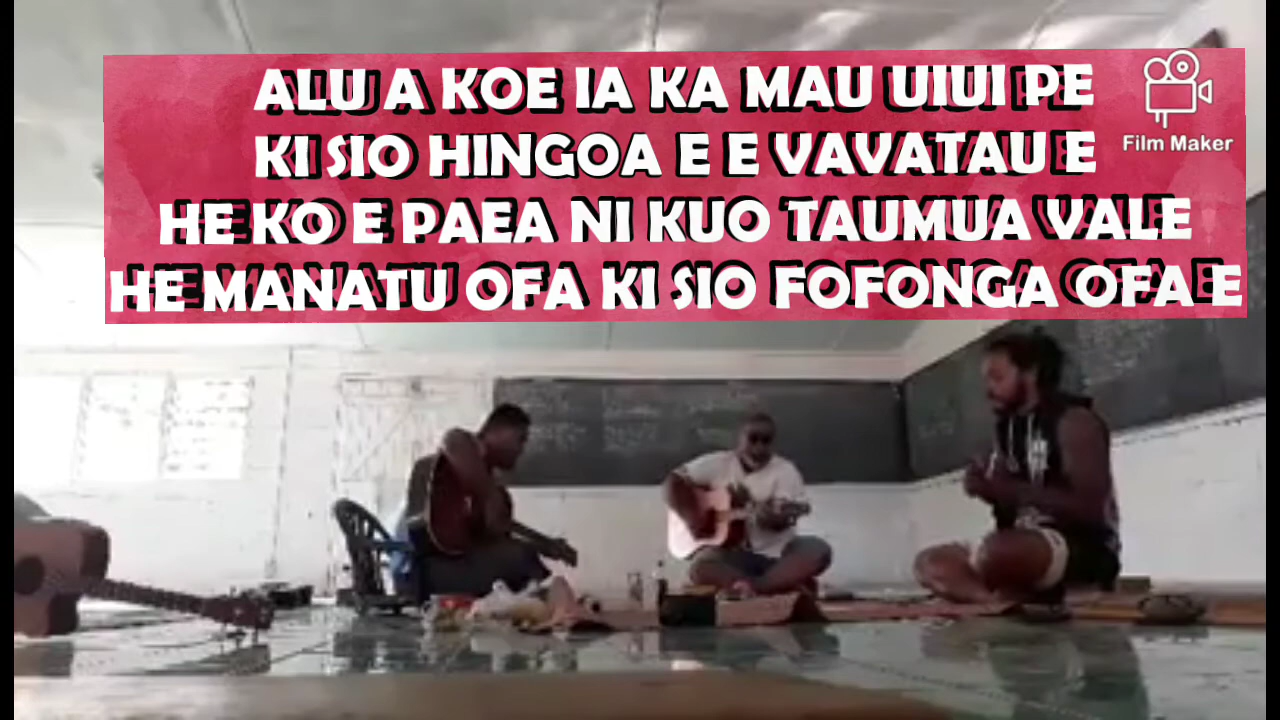 ALU A KOE IA KA MAU UIUI PE
KI SIO HINGOA E E VAVATAU E
HE KO E PAEA NI KUO TAUMUA VALE
HE MANATU OFA KI SIO FOFONGA OFA E
Film Maker